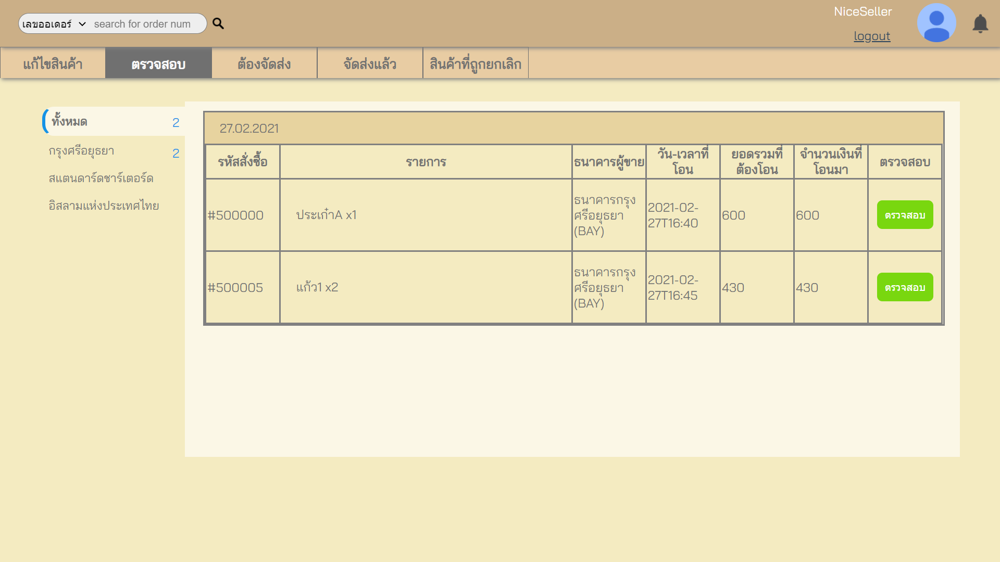 เลขออเดอร์ search for order num
NiceSeller
logout
แก้ไขสินค้า ตรวจสอบ ต้องจัดส่ง จัดส่งแล้ว สินค้าที่ถูกยกเลิก
ทั้งหมด 2
กรุงศรีอยุธยา 2
สแตนดาร์ดชาร์เตอร์ด
อิสลามแห่งประเทศไทย
27.02.2021
รหัสสั่งซื้อ
รายการ
ธนาคารผู้ขาย
วัน-เวลาที่
โอน
ยอดรวมที่
ต้องโอน
จำนวนเงินที่
โอนมา
ตรวจสอบ
#500000
ประเก๋าA x1
ธนาคารกรุง
ศรีอยุธยา
(BAY)
2021-02-
27T16:40
600
600
ตรวจสอบ
#500005
แก้ว1 x2
ธนาคารกรุง
ศรีอยุธยา
(BAY)
2021-02-
27T16:45
430
430
ตรวจสอบ